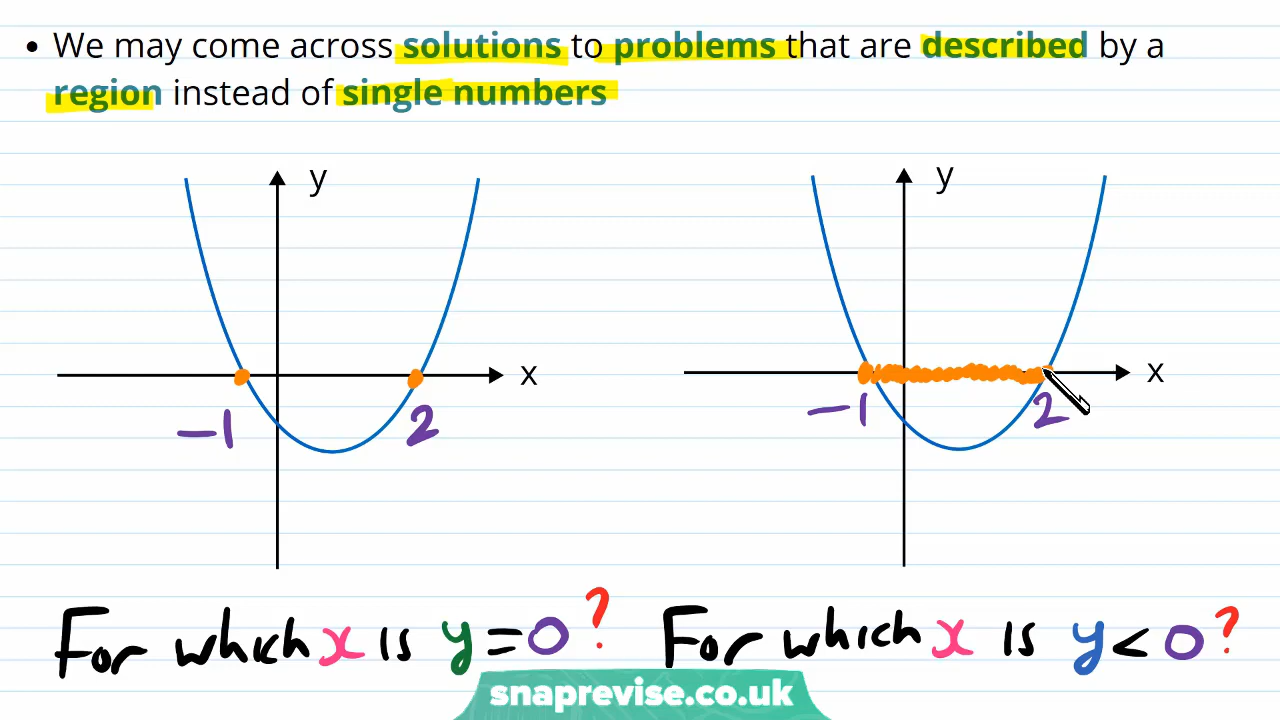 • We may come across solutions to problems that are described by a
region instead of single numbers
y
x
-1
2
y
x
-1
2
For which x is y = 0?
For which x is y < 0?
snaprevise.co.uk